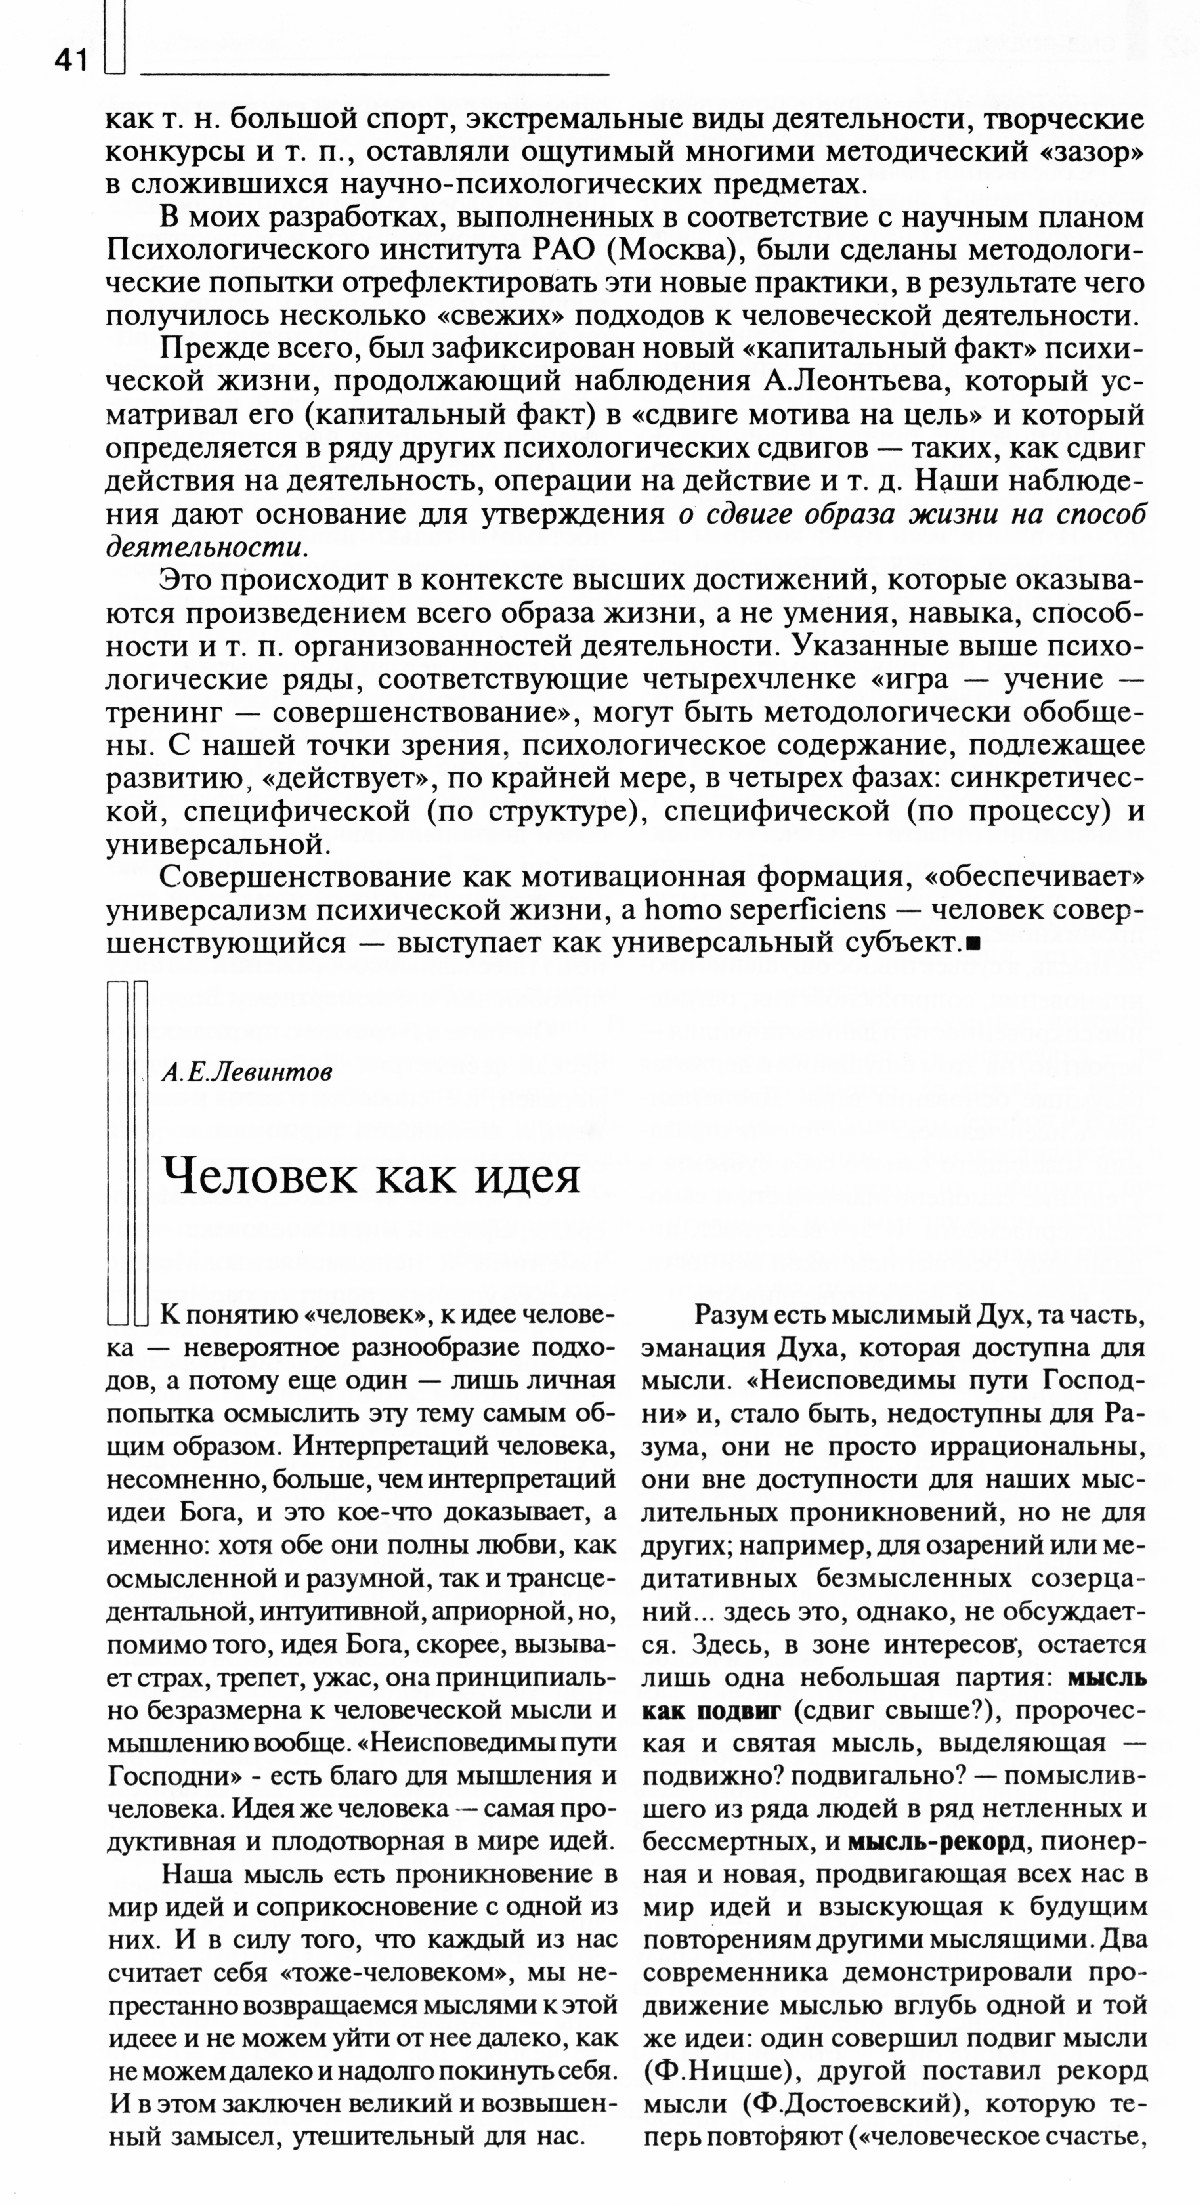 41
как т. н. большой спорт, экстремальные виды деятельности, творческие
конкурсы и т. п., оставляли ощутимый многими методический «зазор»
в сложившихся научно-психологических предметах.
В моих разработках, выполненных в соответствие с научным планом
Психологического института РАО (Москва), были сделаны методологи-
ческие попытки отрефлектировать эти новые практики, в результате чего
получилось несколько «свежих» подходов к человеческой деятельности.
Прежде всего, был зафиксирован новый «капитальный факт» психи-
ческой жизни, продолжающий наблюдения А.Леонтьева, который ус-
матривал его (капитальный факт) в «сдвиге мотива на цель» и который
определяется в ряду других психологических сдвигов — таких, как сдвиг
действия на деятельность, операции на действие и т. д. Наши наблюде-
ния дают основание для утверждения о сдвиге образа жизни на способ
деятельности.
Это происходит в контексте высших достижений, которые оказыва-
ются произведением всего образа жизни, а не умения, навыка, способ-
ности и т. п. организованностей деятельности. Указанные выше психо-
логические ряды, соответствующие четырехчленке «игра — учение —
тренинг — совершенствование», могут быть методологически обобще-
ны. С нашей точки зрения, психологическое содержание, подлежащее
развитию, «действует», по крайней мере, в четырех фазах: синкретичес-
кой, специфической (по структуре), специфической (по процессу) и
универсальной.
Совершенствование как мотивационная формация, «обеспечивает»
универсализм психической жизни, а homo seperficiens — человек совер-
шенствующийся — выступает как универсальный субъект.■
А.Е.Левинтов
Человек как идея
К понятию «человек», к идее челове-
ка — невероятное разнообразие подхо-
дов, а потому еще один — лишь личная
попытка осмыслить эту тему самым об-
щим образом. Интерпретаций человека,
несомненно, больше, чем интерпретаций
идеи Бога, и это кое-что доказывает, а
именно: хотя обе они полны любви, как
осмысленной и разумной, так и трансце-
дентальной, интуитивной, априорной, но,
помимо того, идея Бога, скорее, вызыва-
ет страх, трепет, ужас, она принципиаль-
но безразмерна к человеческой мысли и
мышлению вообще. «Неисповедимы пути
Господни» - есть благо для мышления и
человека. Идея же человека — самая про-
дуктивная и плодотворная в мире идей.
Наша мысль есть проникновение в
мир идей и соприкосновение с одной из
них. И в силу того, что каждый из нас
считает себя «тоже-человеком», мы не-
престанно возвращаемся мыслями к этой
идеее и не можем уйти от нее далеко, как
не можем далеко и надолго покинуть себя.
И в этом заключен великий и возвышен-
ный замысел, утешительный для нас.
Разум есть мыслимый Дух, та часть,
эманация Духа, которая доступна для
мысли. «Неисповедимы пути Господ-
ни» и, стало быть, недоступны для Ра-
зума, они не просто иррациональны,
они вне доступности для наших мыс-
лительных проникновений, но не для
других; например, для озарений или ме-
дитативных безмысленных созерца-
ний... здесь это, однако, не обсуждает-
ся. Здесь, в зоне интересов, остается
лишь одна небольшая партия: мысль
как подвиг (сдвиг свыше?), пророчес-
кая и святая мысль, выделяющая —
подвижно? подвигально? — помыслив-
шего из ряда людей в ряд нетленных и
бессмертных, и мысль-рекорд, пионер-
ная и новая, продвигающая всех нас в
мир идей и взыскующая к будущим
повторениям другими мыслящими. Два
современника демонстрировали про-
движение мыслью вглубь одной и той
же идеи: один совершил подвиг мысли
(Ф.Ницше), другой поставил рекорд
мысли (Ф.Достоевский), которую те-
перь повторяют («человеческое счастье,